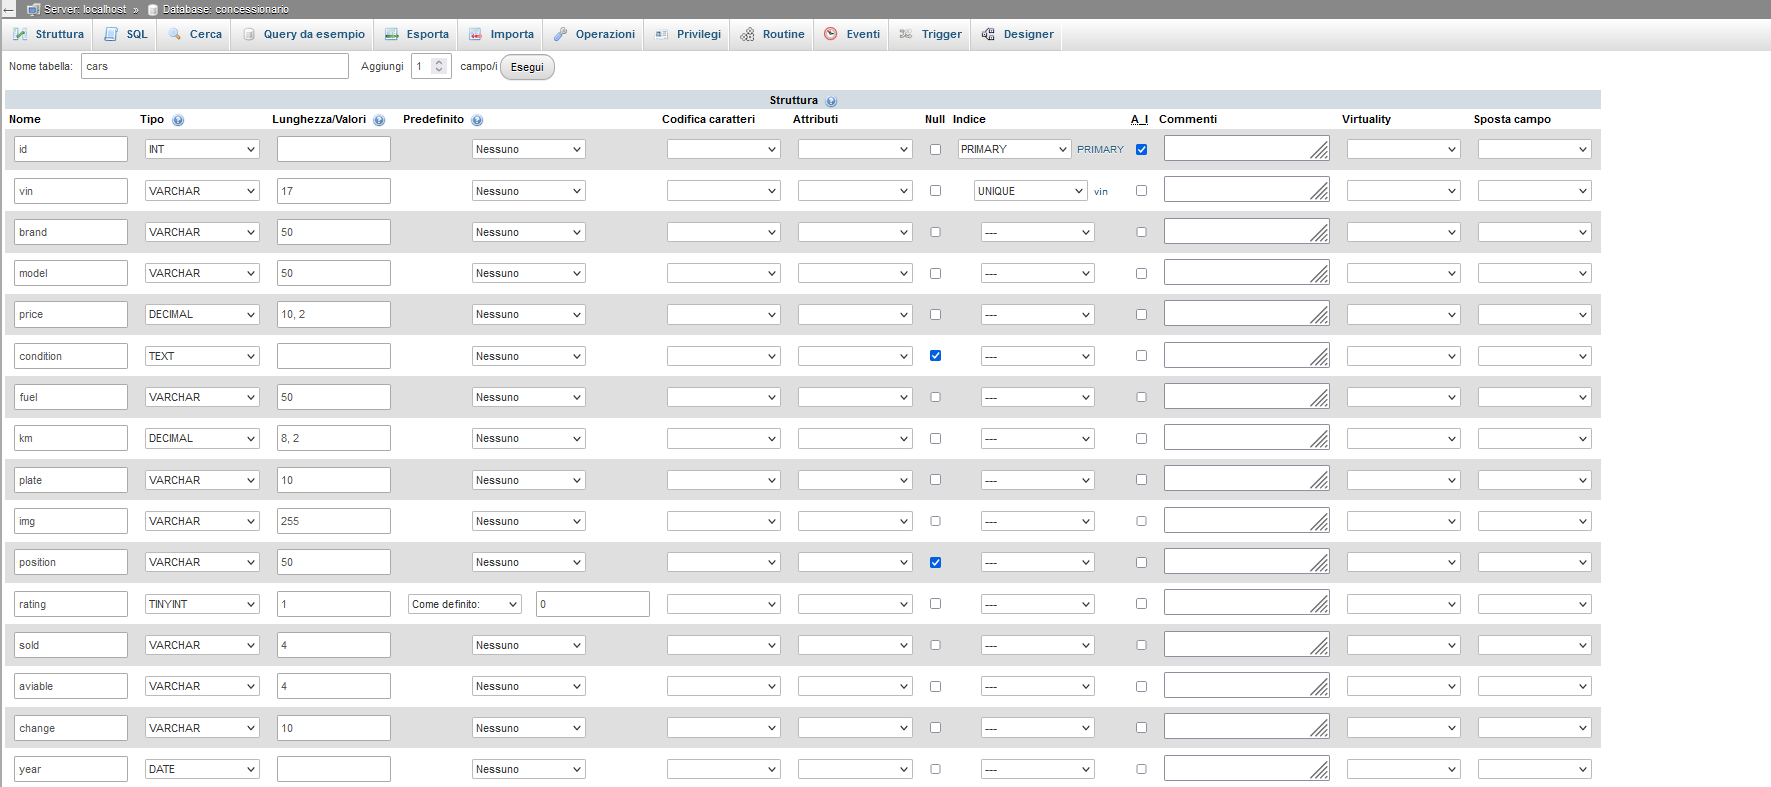 Server: localhost » Database: concessionario
Struttura SQL Cerca Query da esempio Esporta Importa Operazioni Privilegi Routine Eventi Trigger Designer
Nome tabella: cars Aggiungi 1 campo/i Esegui
Struttura
Nome Tipo Lunghezza/Valori Predefinito Codifica caratteri Attributi Null Indice A_I Commenti Virtuality Sposta campo
id INT Nessuno PRIMARY PRIMARY
vin VARCHAR 17 Nessuno UNIQUE vin
brand VARCHAR 50 Nessuno ---
model VARCHAR 50 Nessuno ---
price DECIMAL 10, 2 Nessuno ---
condition TEXT Nessuno ---
fuel VARCHAR 50 Nessuno ---
km DECIMAL 8, 2 Nessuno ---
plate VARCHAR 10 Nessuno ---
img VARCHAR 255 Nessuno ---
position VARCHAR 50 Nessuno ---
rating TINYINT 1 Come definito: 0 ---
sold VARCHAR 4 Nessuno ---
aviable VARCHAR 4 Nessuno ---
change VARCHAR 10 Nessuno ---
year DATE Nessuno ---